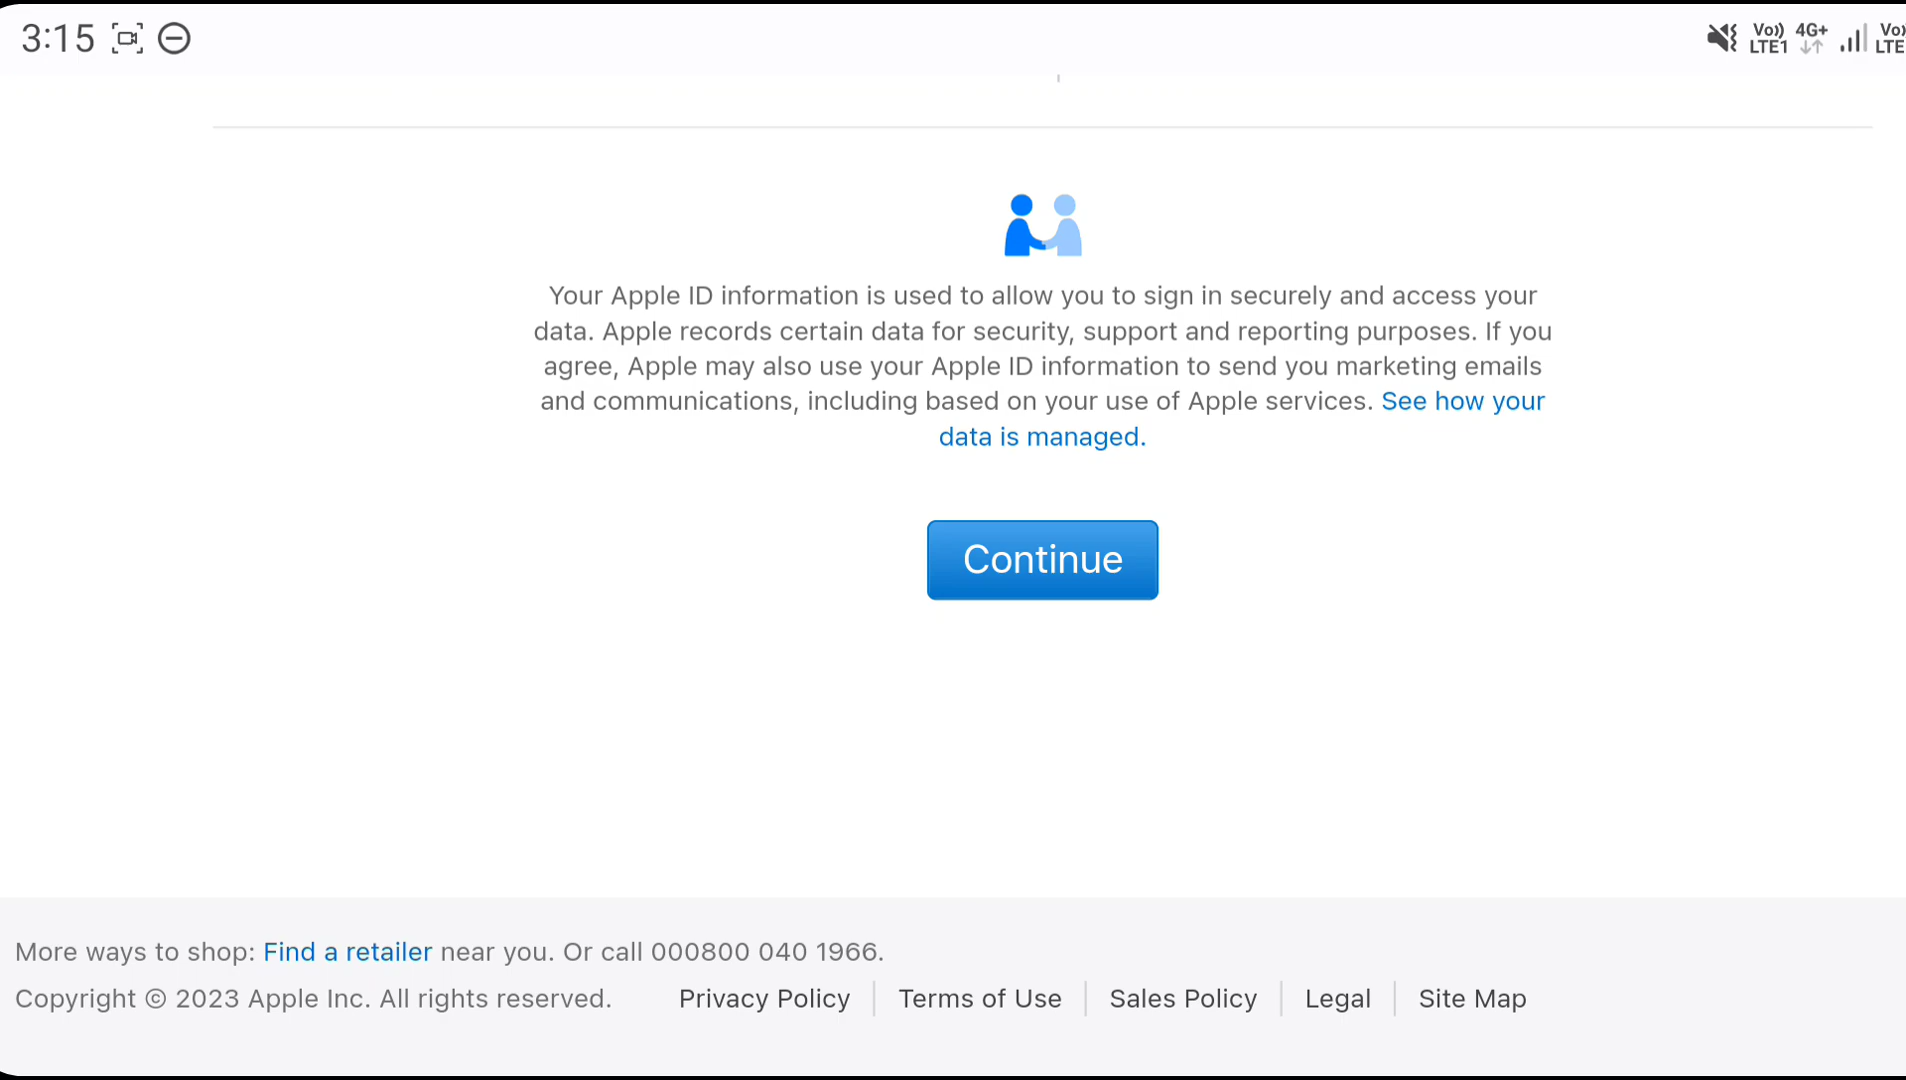 3:15 Vo)) LTE1 4G+ Vo) LTE
Your Apple ID information is used to allow you to sign in securely and access your
data. Apple records certain data for security, support and reporting purposes. If you
agree, Apple may also use your Apple ID information to send you marketing emails
and communications, including based on your use of Apple services. See how your
data is managed.
Continue
More ways to shop: Find a retailer near you. Or call 000800 040 1966.
Copyright © 2023 Apple Inc. All rights reserved. Privacy Policy Terms of Use Sales Policy Legal Site Map